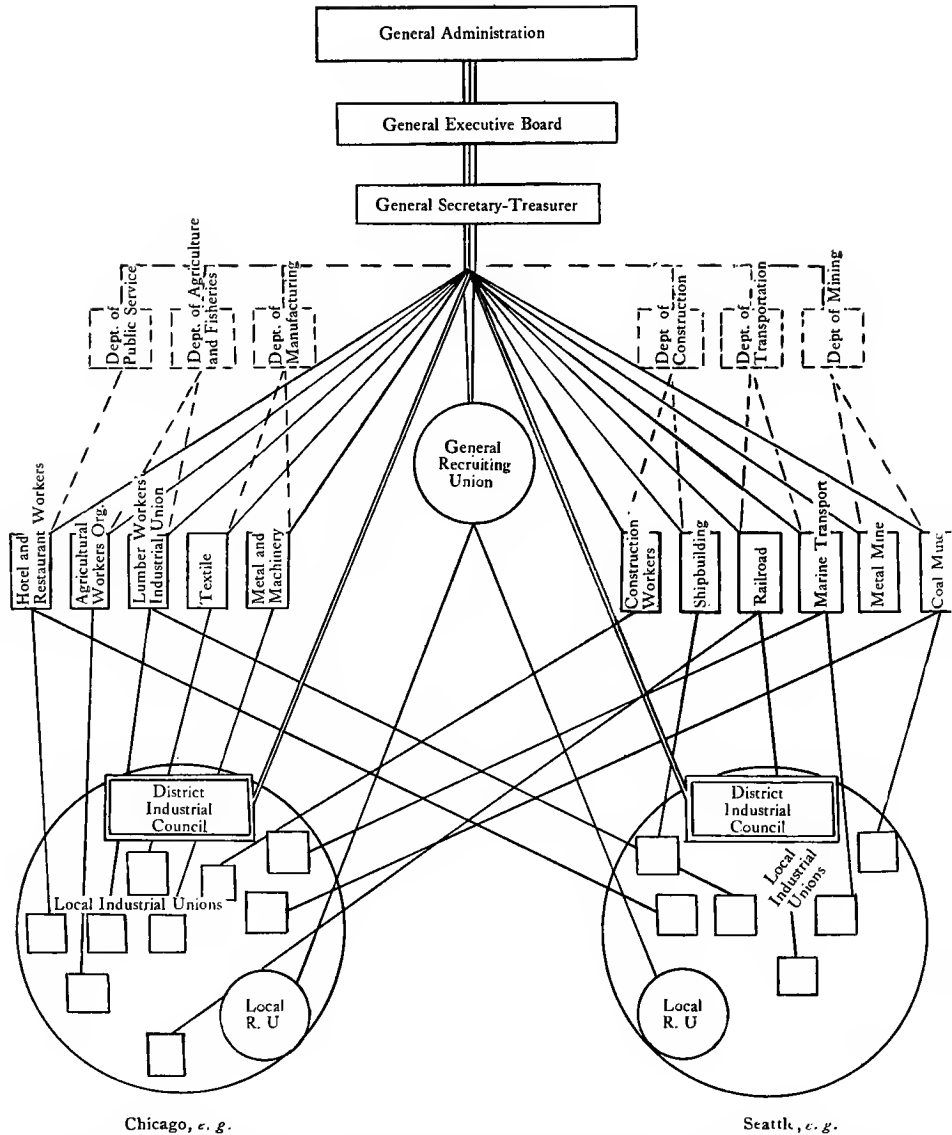 General Administration
General Executive Board
General Secretary-Treasurer
Dept. of
Public Service
Dept. of Agriculture
and Fisheries
Dept. of
Manufacturing
Dept of
Construction
Dept. of
Transportation
Dept of Mining
General
Recruiting
Union
Hotel and
Restaurant Workers
Agricultural
Workers Org.
Lumber Workers
Industrial Union
Textile
Metal and
Machinery
Construction
Workers
Shipbuilding
Railroad
Marine Transport
Metal Mine
Coal Mine
District
Industrial
Council
Local Industrial Unions
Local
R. U
District
Industrial
Council
Local
Industrial
Unions
Local
R. U
Chicago, e. g.
Seattle, e. g.